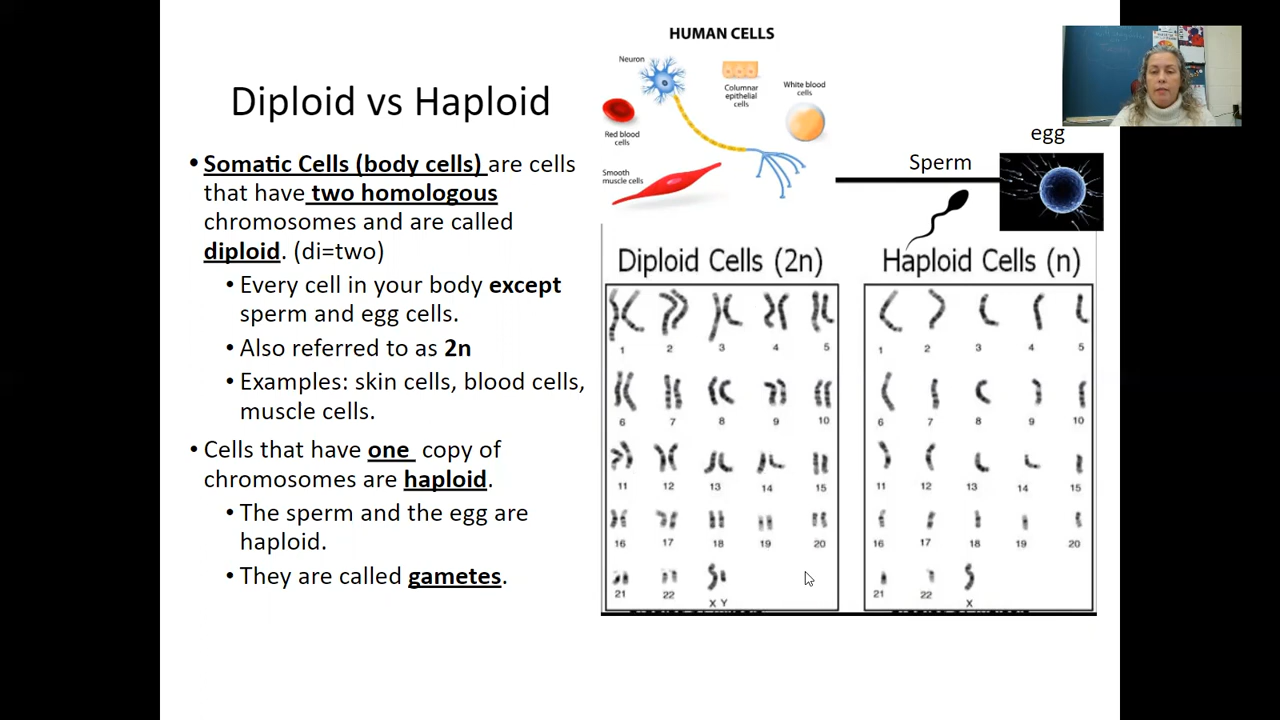 HUMAN CELLS
Neuron
Columnar
epithelial
cells
White blood
cells
Red blood
cells
Smooth
muscle cells
egg
Sperm
Diploid vs Haploid
• Somatic Cells (body cells) are cells
that have two homologous
chromosomes and are called
diploid. (di=two)
• Every cell in your body except
sperm and egg cells.
• Also referred to as 2n
• Examples: skin cells, blood cells,
muscle cells.
• Cells that have one copy of
chromosomes are haploid.
• The sperm and the egg are
haploid.
• They are called gametes.
Diploid Cells (2n)
1 2 3 4 5
6 7 8 9 10
11 12 13 14 15
16 17 18 19 20
21 22 X Y
Haploid Cells (n)
1 2 3 4 5
6 7 8 9 10
11 12 13 14 15
16 17 18 19 20
21 22 X